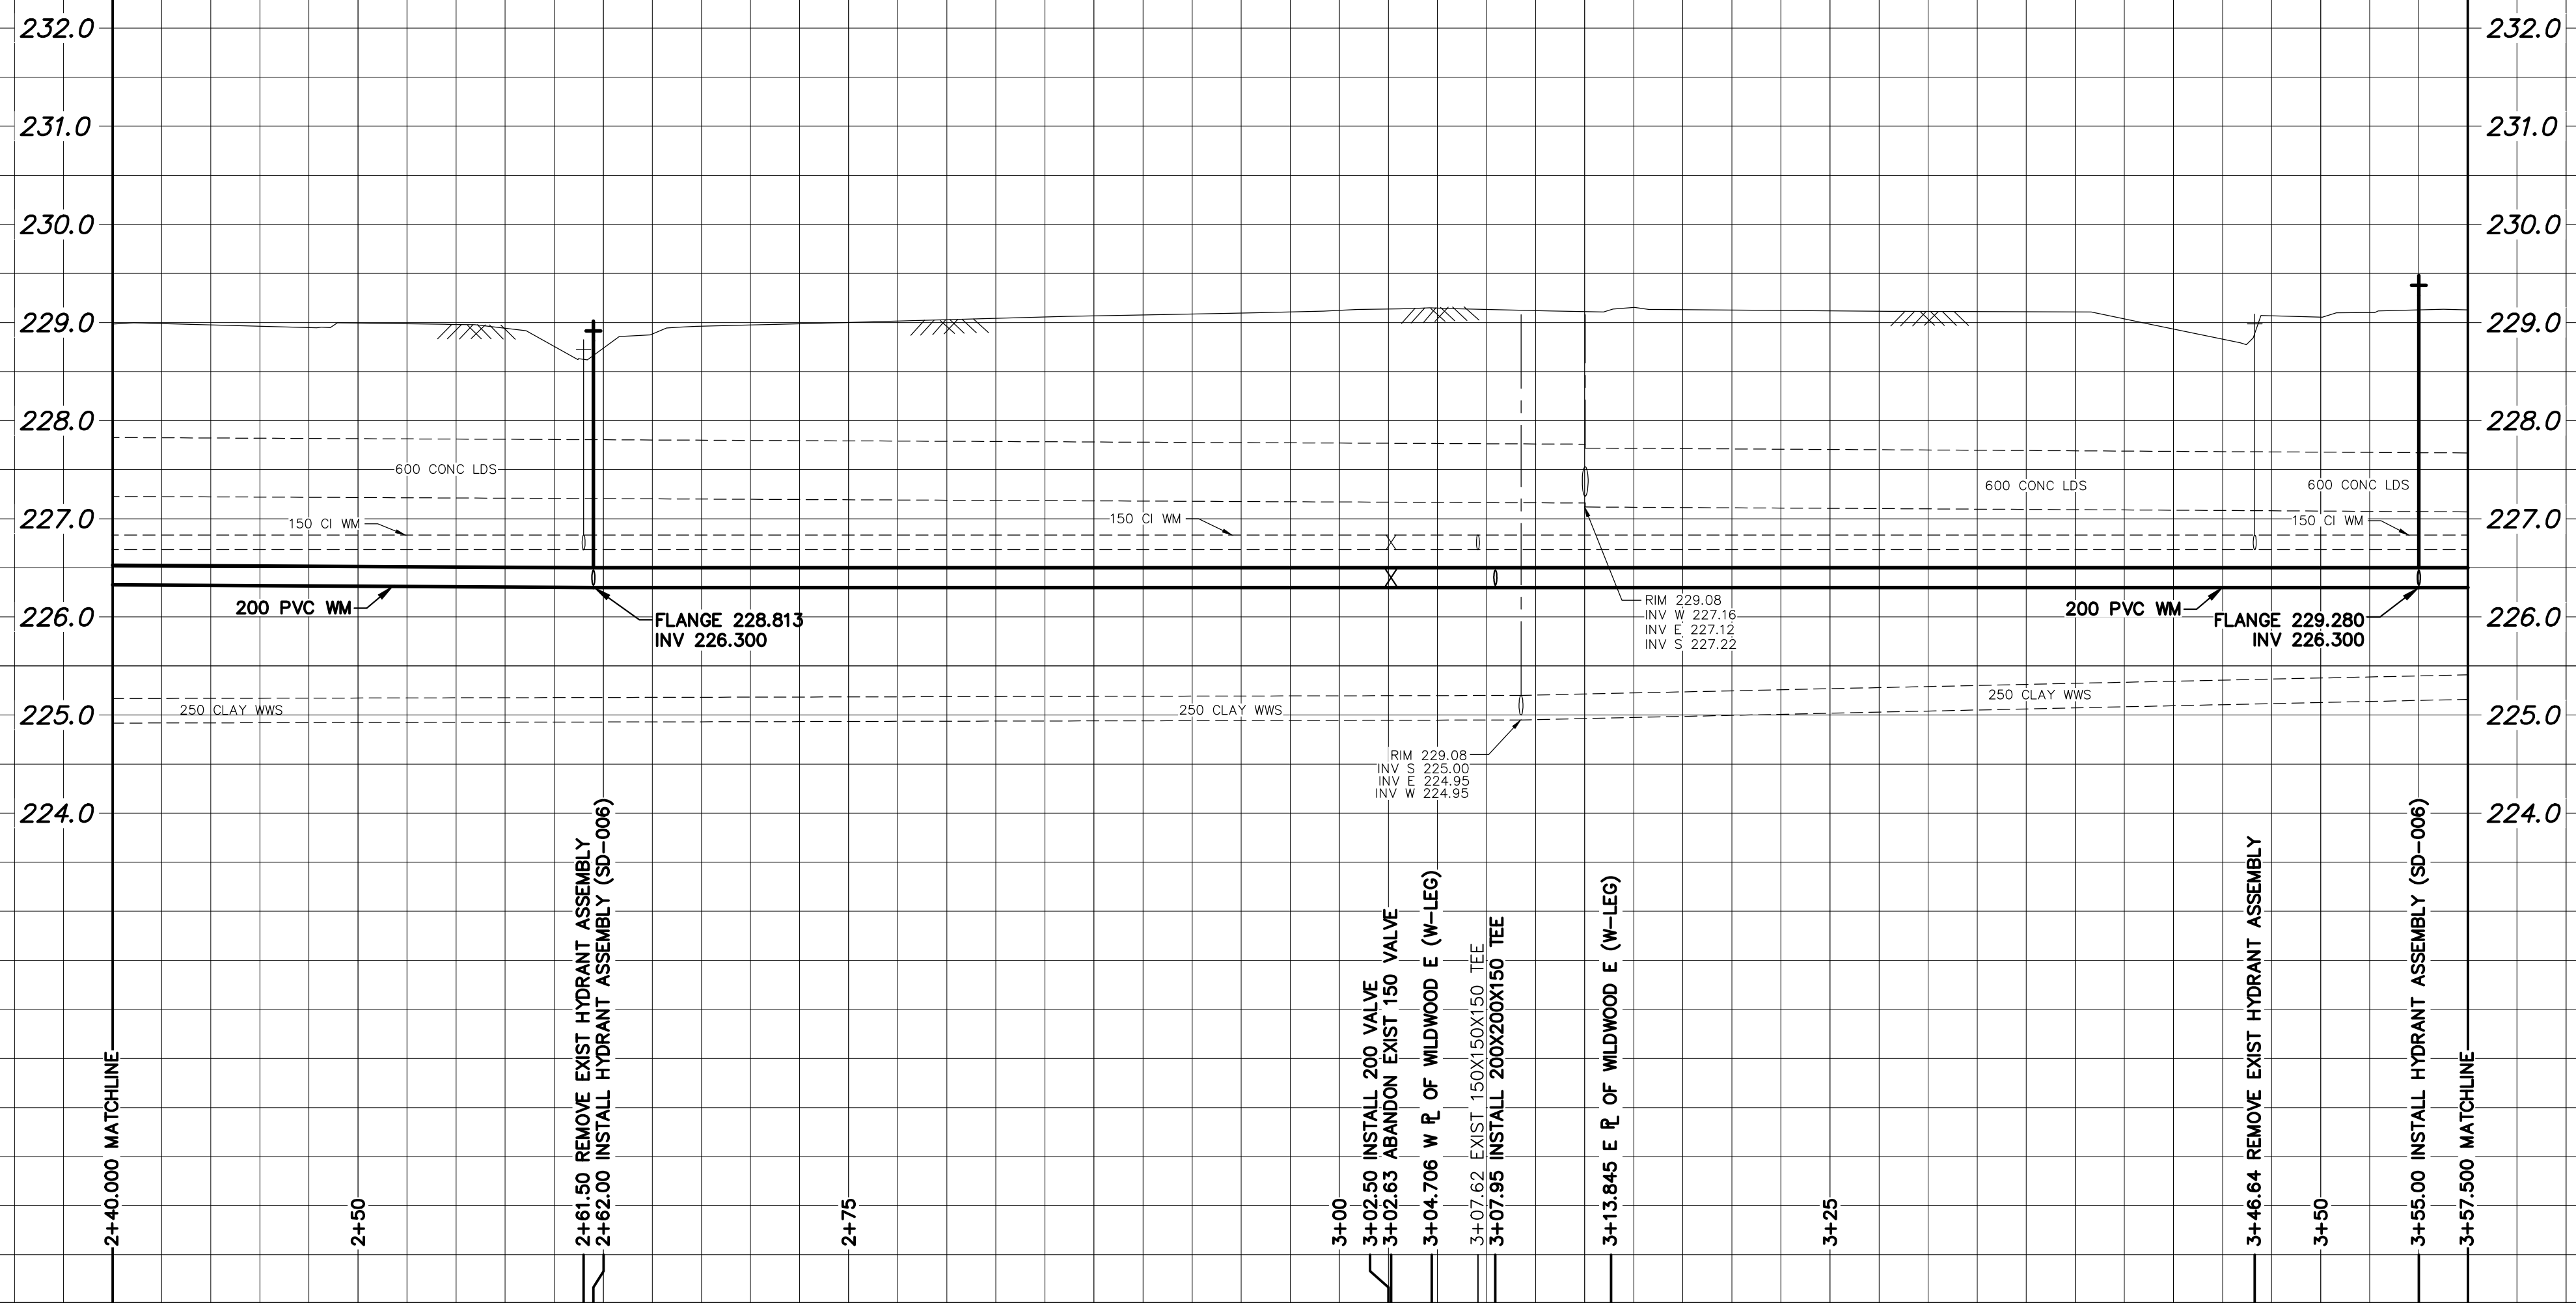 232.0
232.0
231.0
231.0
230.0
230.0
229.0
229.0
228.0
228.0
600 CONC LDS
600 CONC LDS
600 CONC LDS
227.0
150 CI WM
150 CI WM
150 CI WM
227.0
200 PVC WM
FLANGE 228.813
INV 226.300
RIM 229.08
INV W 227.16
INV E 227.12
INV S 227.22
200 PVC WM
FLANGE 229.280
INV 226.300
226.0
226.0
250 CLAY WWS
250 CLAY WWS
250 CLAY WWS
225.0
225.0
RIM 229.08
INV S 225.00
INV E 224.95
INV W 224.95
224.0
224.0
2+40.000 MATCHLINE
2+50
2+61.50 REMOVE EXIST HYDRANT ASSEMBLY
2+62.00 INSTALL HYDRANT ASSEMBLY (SD-006)
2+75
3+00
3+02.50 INSTALL 200 VALVE
3+02.63 ABANDON EXIST 150 VALVE
3+04.706 W PL OF WILDWOOD E (W-LEG)
3+07.62 EXIST 150X150X150 TEE
3+07.95 INSTALL 200X200X150 TEE
3+13.845 E PL OF WILDWOOD E (W-LEG)
3+25
3+46.64 REMOVE EXIST HYDRANT ASSEMBLY
3+50
3+55.00 INSTALL HYDRANT ASSEMBLY (SD-006)
3+57.500 MATCHLINE